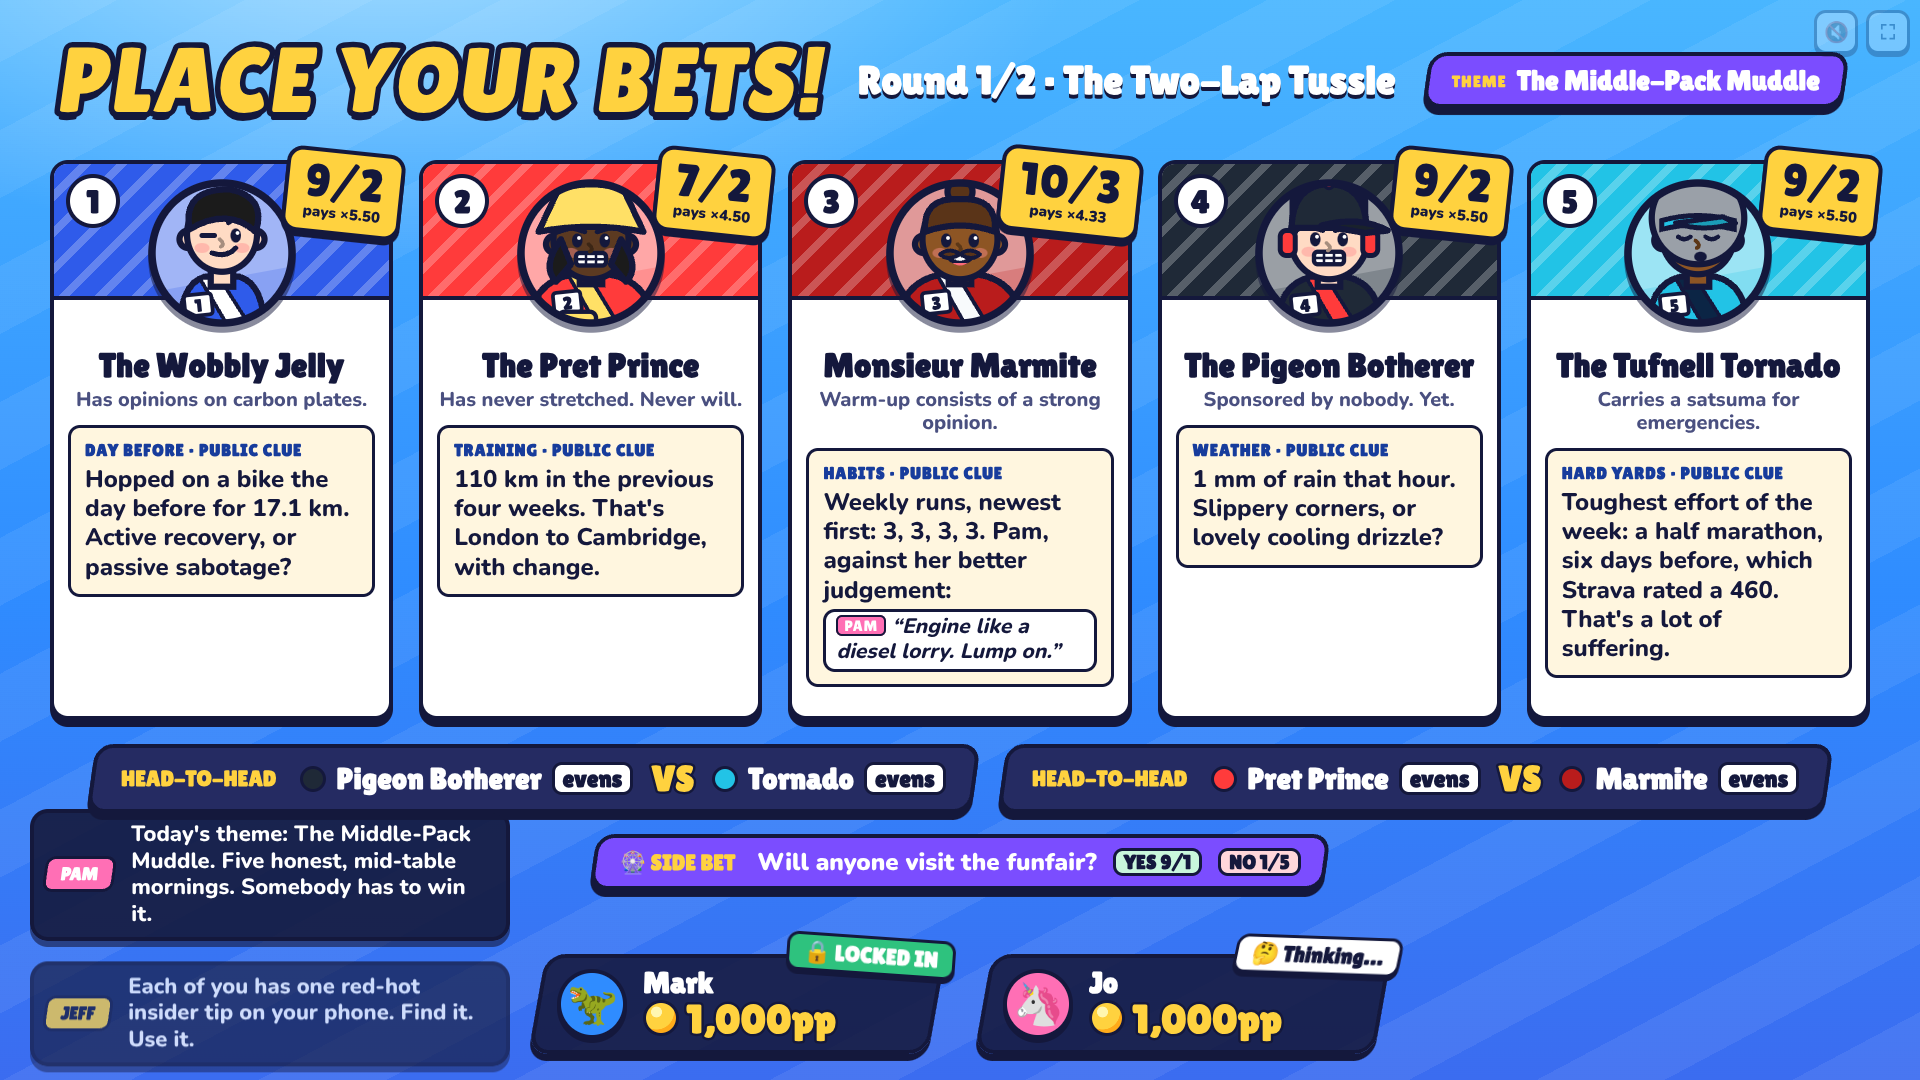 PLACE YOUR BETS!
Round 1/2 · The Two-Lap Tussle
THEME The Middle-Pack Muddle
1
9/2
pays ×5.50
1
The Wobbly Jelly
Has opinions on carbon plates.
DAY BEFORE · PUBLIC CLUE
Hopped on a bike the
day before for 17.1 km.
Active recovery, or
passive sabotage?
2
7/2
pays ×4.50
2
The Pret Prince
Has never stretched. Never will.
TRAINING · PUBLIC CLUE
110 km in the previous
four weeks. That's
London to Cambridge,
with change.
3
10/3
pays ×4.33
3
Monsieur Marmite
Warm-up consists of a strong
opinion.
HABITS · PUBLIC CLUE
Weekly runs, newest
first: 3, 3, 3, 3. Pam,
against her better
judgement:
PAM “Engine like a
diesel lorry. Lump on.”
4
9/2
pays ×5.50
4
The Pigeon Botherer
Sponsored by nobody. Yet.
WEATHER · PUBLIC CLUE
1 mm of rain that hour.
Slippery corners, or
lovely cooling drizzle?
5
9/2
pays ×5.50
5
The Tufnell Tornado
Carries a satsuma for
emergencies.
HARD YARDS · PUBLIC CLUE
Toughest effort of the
week: a half marathon,
six days before, which
Strava rated a 460.
That's a lot of
suffering.
HEAD-TO-HEAD Pigeon Botherer evens VS Tornado evens
HEAD-TO-HEAD Pret Prince evens VS Marmite evens
PAM
Today's theme: The Middle-Pack
Muddle. Five honest, mid-table
mornings. Somebody has to win
it.
SIDE BET Will anyone visit the funfair? YES 9/1 NO 1/5
JEFF
Each of you has one red-hot
insider tip on your phone. Find it.
Use it.
LOCKED IN
Mark
1,000pp
Thinking...
Jo
1,000pp